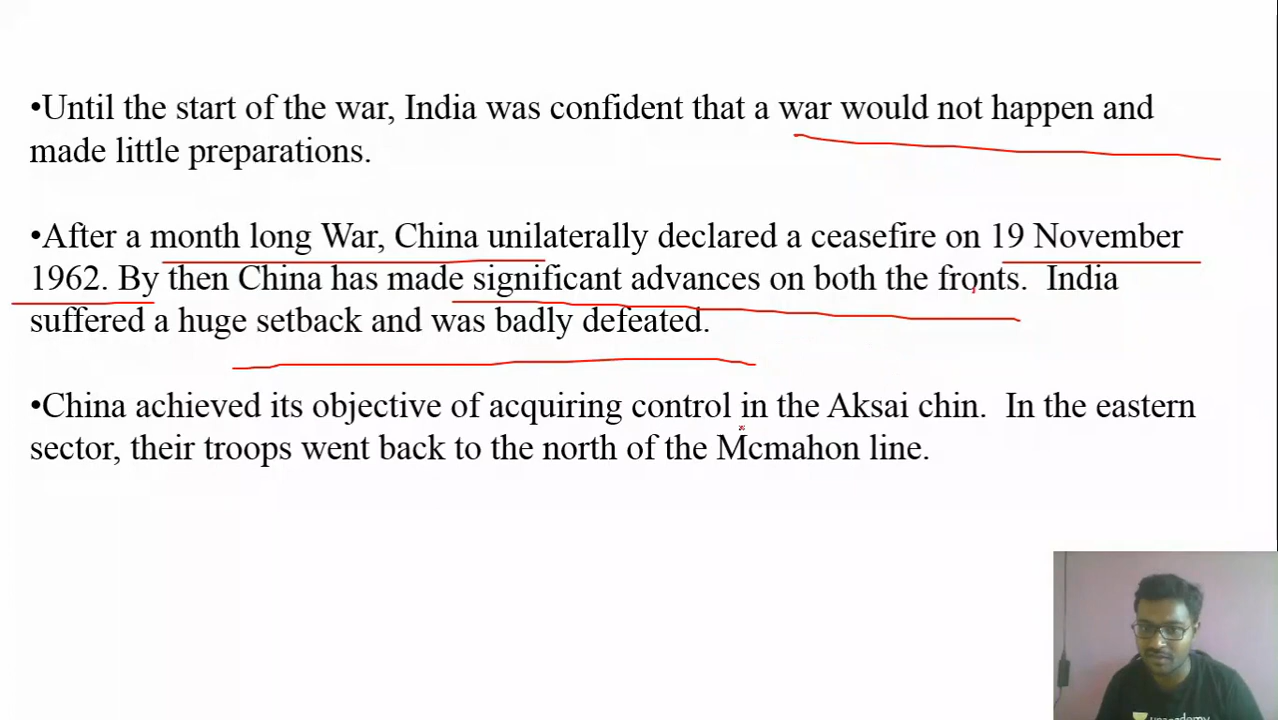 •Until the start of the war, India was confident that a war would not happen and
made little preparations.
•After a month long War, China unilaterally declared a ceasefire on 19 November
1962. By then China has made significant advances on both the fronts. India
suffered a huge setback and was badly defeated.
•China achieved its objective of acquiring control in the Aksai chin. In the eastern
sector, their troops went back to the north of the Mcmahon line.